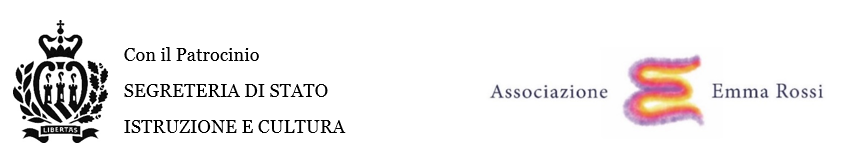 Con il Patrocinio
SEGRETERIA DI STATO
ISTRUZIONE E CULTURA
LIBERTAS
Associazione Emma Rossi